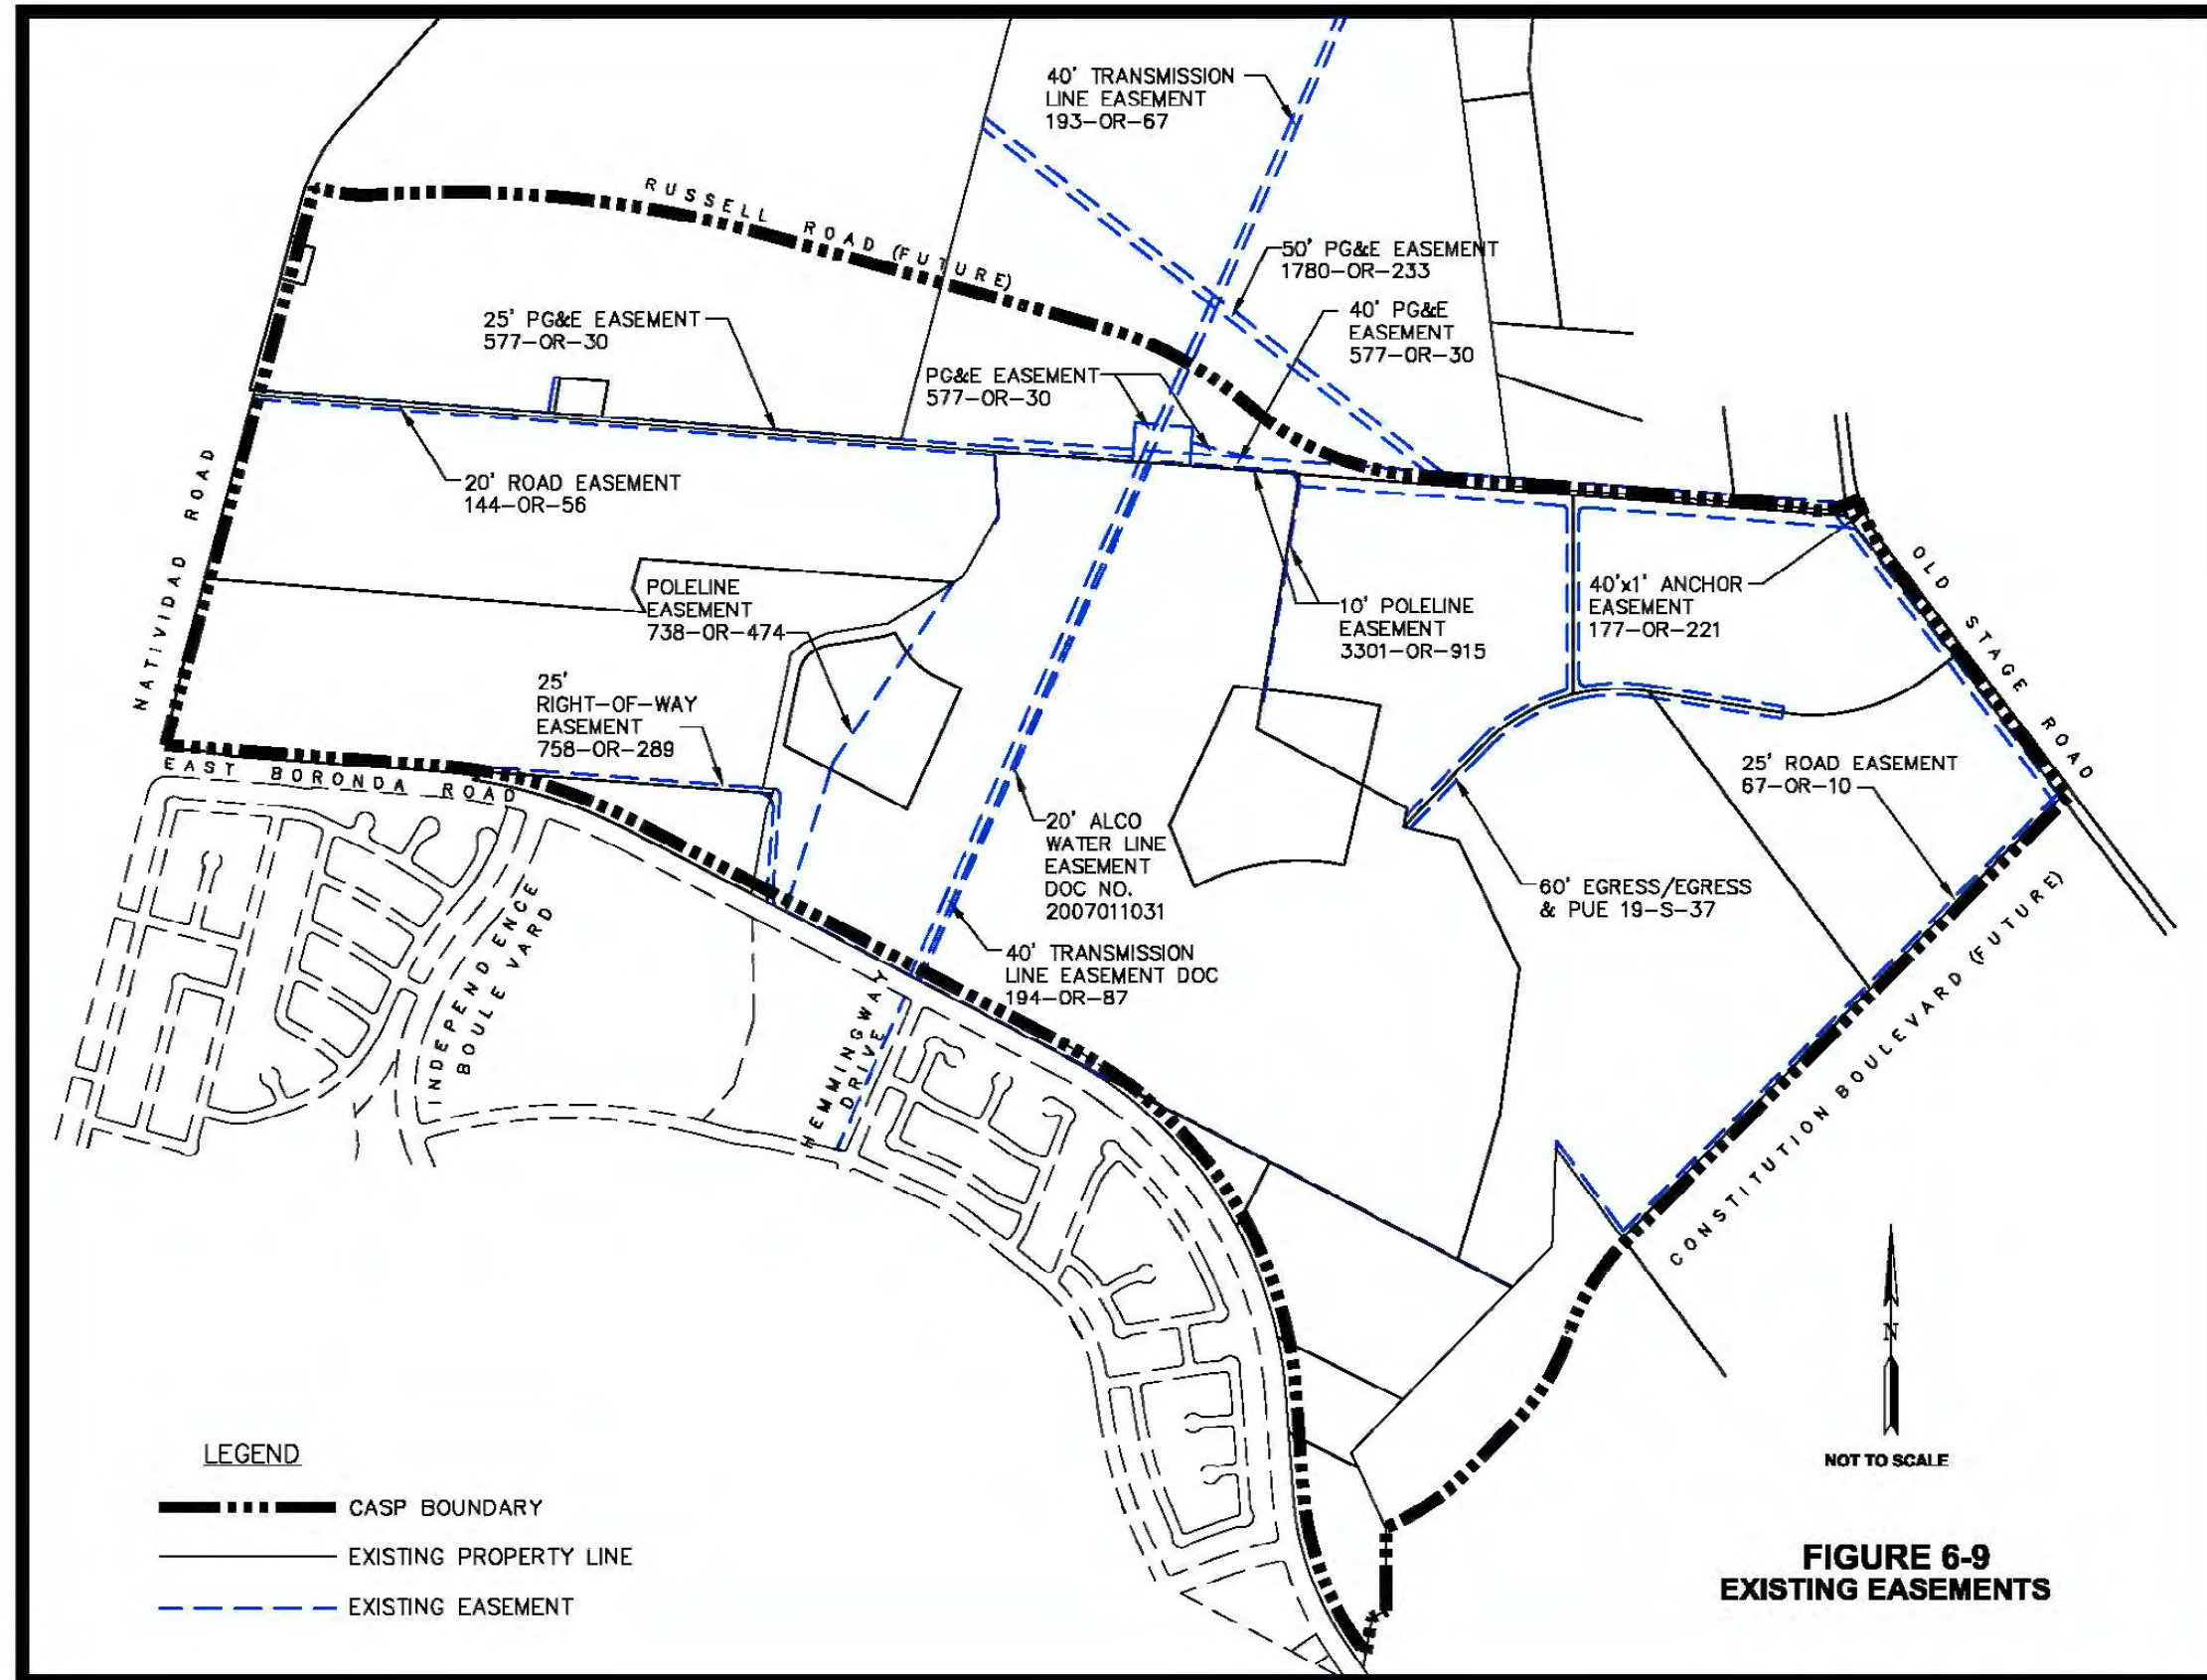 40' TRANSMISSION
LINE EASEMENT
193-OR-67
RUSSELL ROAD (FUTURE)
50' PG&E EASEMENT
1780-OR-233
40' PG&E
EASEMENT
577-OR-30
25' PG&E EASEMENT
577-OR-30
PG&E EASEMENT
577-OR-30
20' ROAD EASEMENT
144-OR-56
NATIVIDAD ROAD
POLELINE
EASEMENT
738-OR-474
10' POLELINE
EASEMENT
3301-OR-915
40'x1' ANCHOR
EASEMENT
177-OR-221
OLD STAGE ROAD
25'
RIGHT-OF-WAY
EASEMENT
758-OR-289
EAST BORONDA ROAD
25' ROAD EASEMENT
67-OR-10
20' ALCO
WATER LINE
EASEMENT
DOC NO.
2007011031
60' EGRESS/EGRESS
& PUE 19-S-37
40' TRANSMISSION
LINE EASEMENT DOC
194-OR-87
INDEPENDENCE
BOULEVARD
HEMMINGWAY
DRIVE
CONSTITUTION BOULEVARD (FUTURE)
N
NOT TO SCALE
LEGEND
CASP BOUNDARY
EXISTING PROPERTY LINE
EXISTING EASEMENT
FIGURE 6-9
EXISTING EASEMENTS